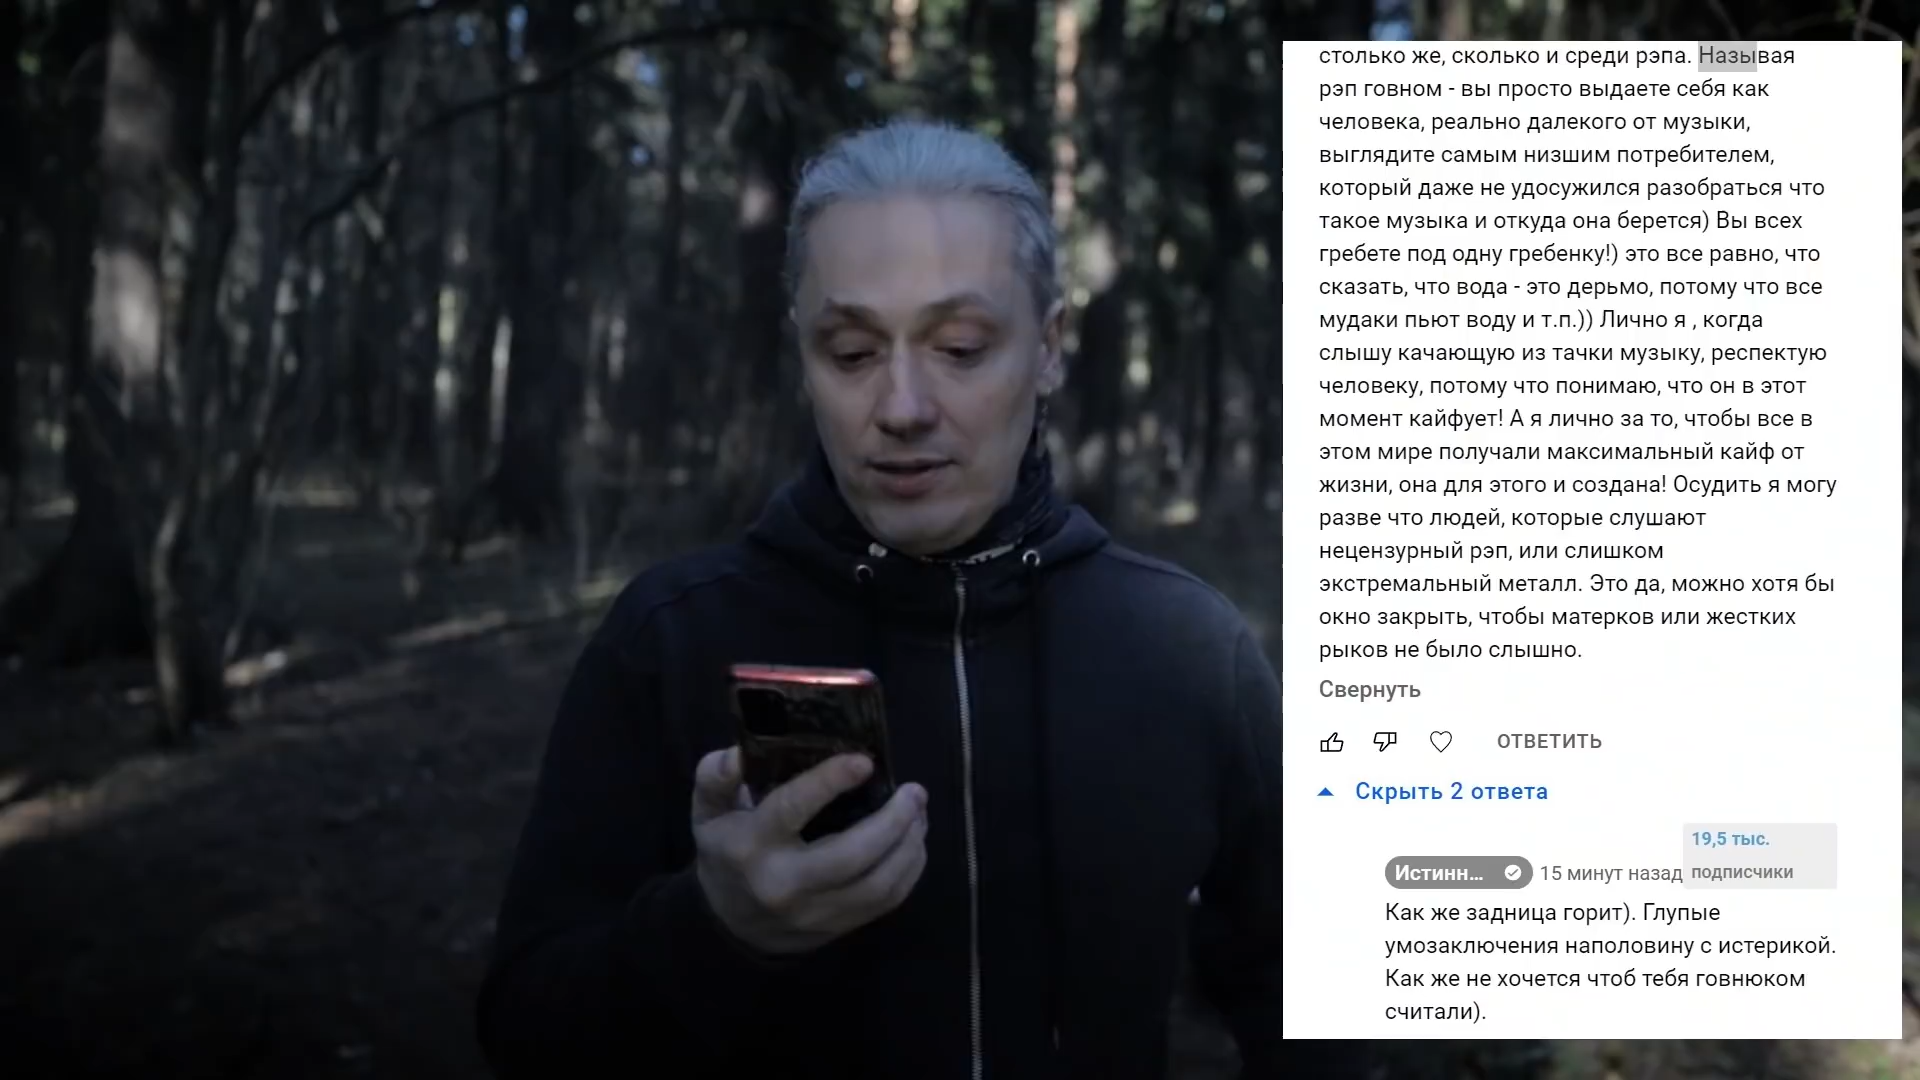 столько же, сколько и среди рэпа. Называя
рэп говном - вы просто выдаете себя как
человека, реально далекого от музыки,
выглядите самым низшим потребителем,
который даже не удосужился разобраться что
такое музыка и откуда она берется) Вы всех
гребете под одну гребенку!) это все равно, что
сказать, что вода - это дерьмо, потому что все
мудаки пьют воду и т.п.)) Лично я , когда
слышу качающую из тачки музыку, респектую
человеку, потому что понимаю, что он в этот
момент кайфует! А я лично за то, чтобы все в
этом мире получали максимальный кайф от
жизни, она для этого и создана! Осудить я могу
разве что людей, которые слушают
нецензурный рэп, или слишком
экстремальный металл. Это да, можно хотя бы
окно закрыть, чтобы матерков или жестких
рыков не было слышно.
Свернуть
ОТВЕТИТЬ
Скрыть 2 ответа
Истинн... 15 минут назад 19,5 тыс.
подписчики
Как же задница горит). Глупые
умозаключения наполовину с истерикой.
Как же не хочется чтоб тебя говнюком
считали).